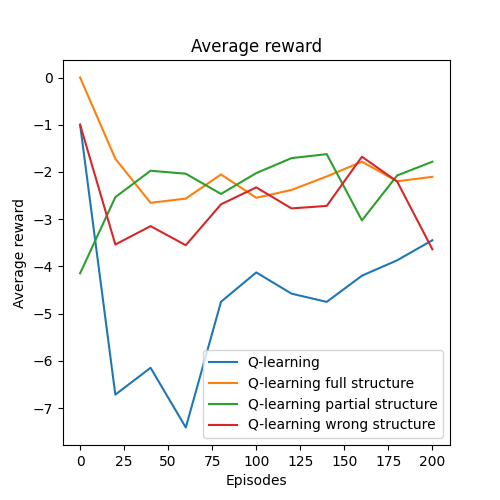 Average reward
Average reward
0
−1
−2
−3
−4
−5
−6
−7
Q-learning
Q-learning full structure
Q-learning partial structure
Q-learning wrong structure
0 25 50 75 100 125 150 175 200
Episodes